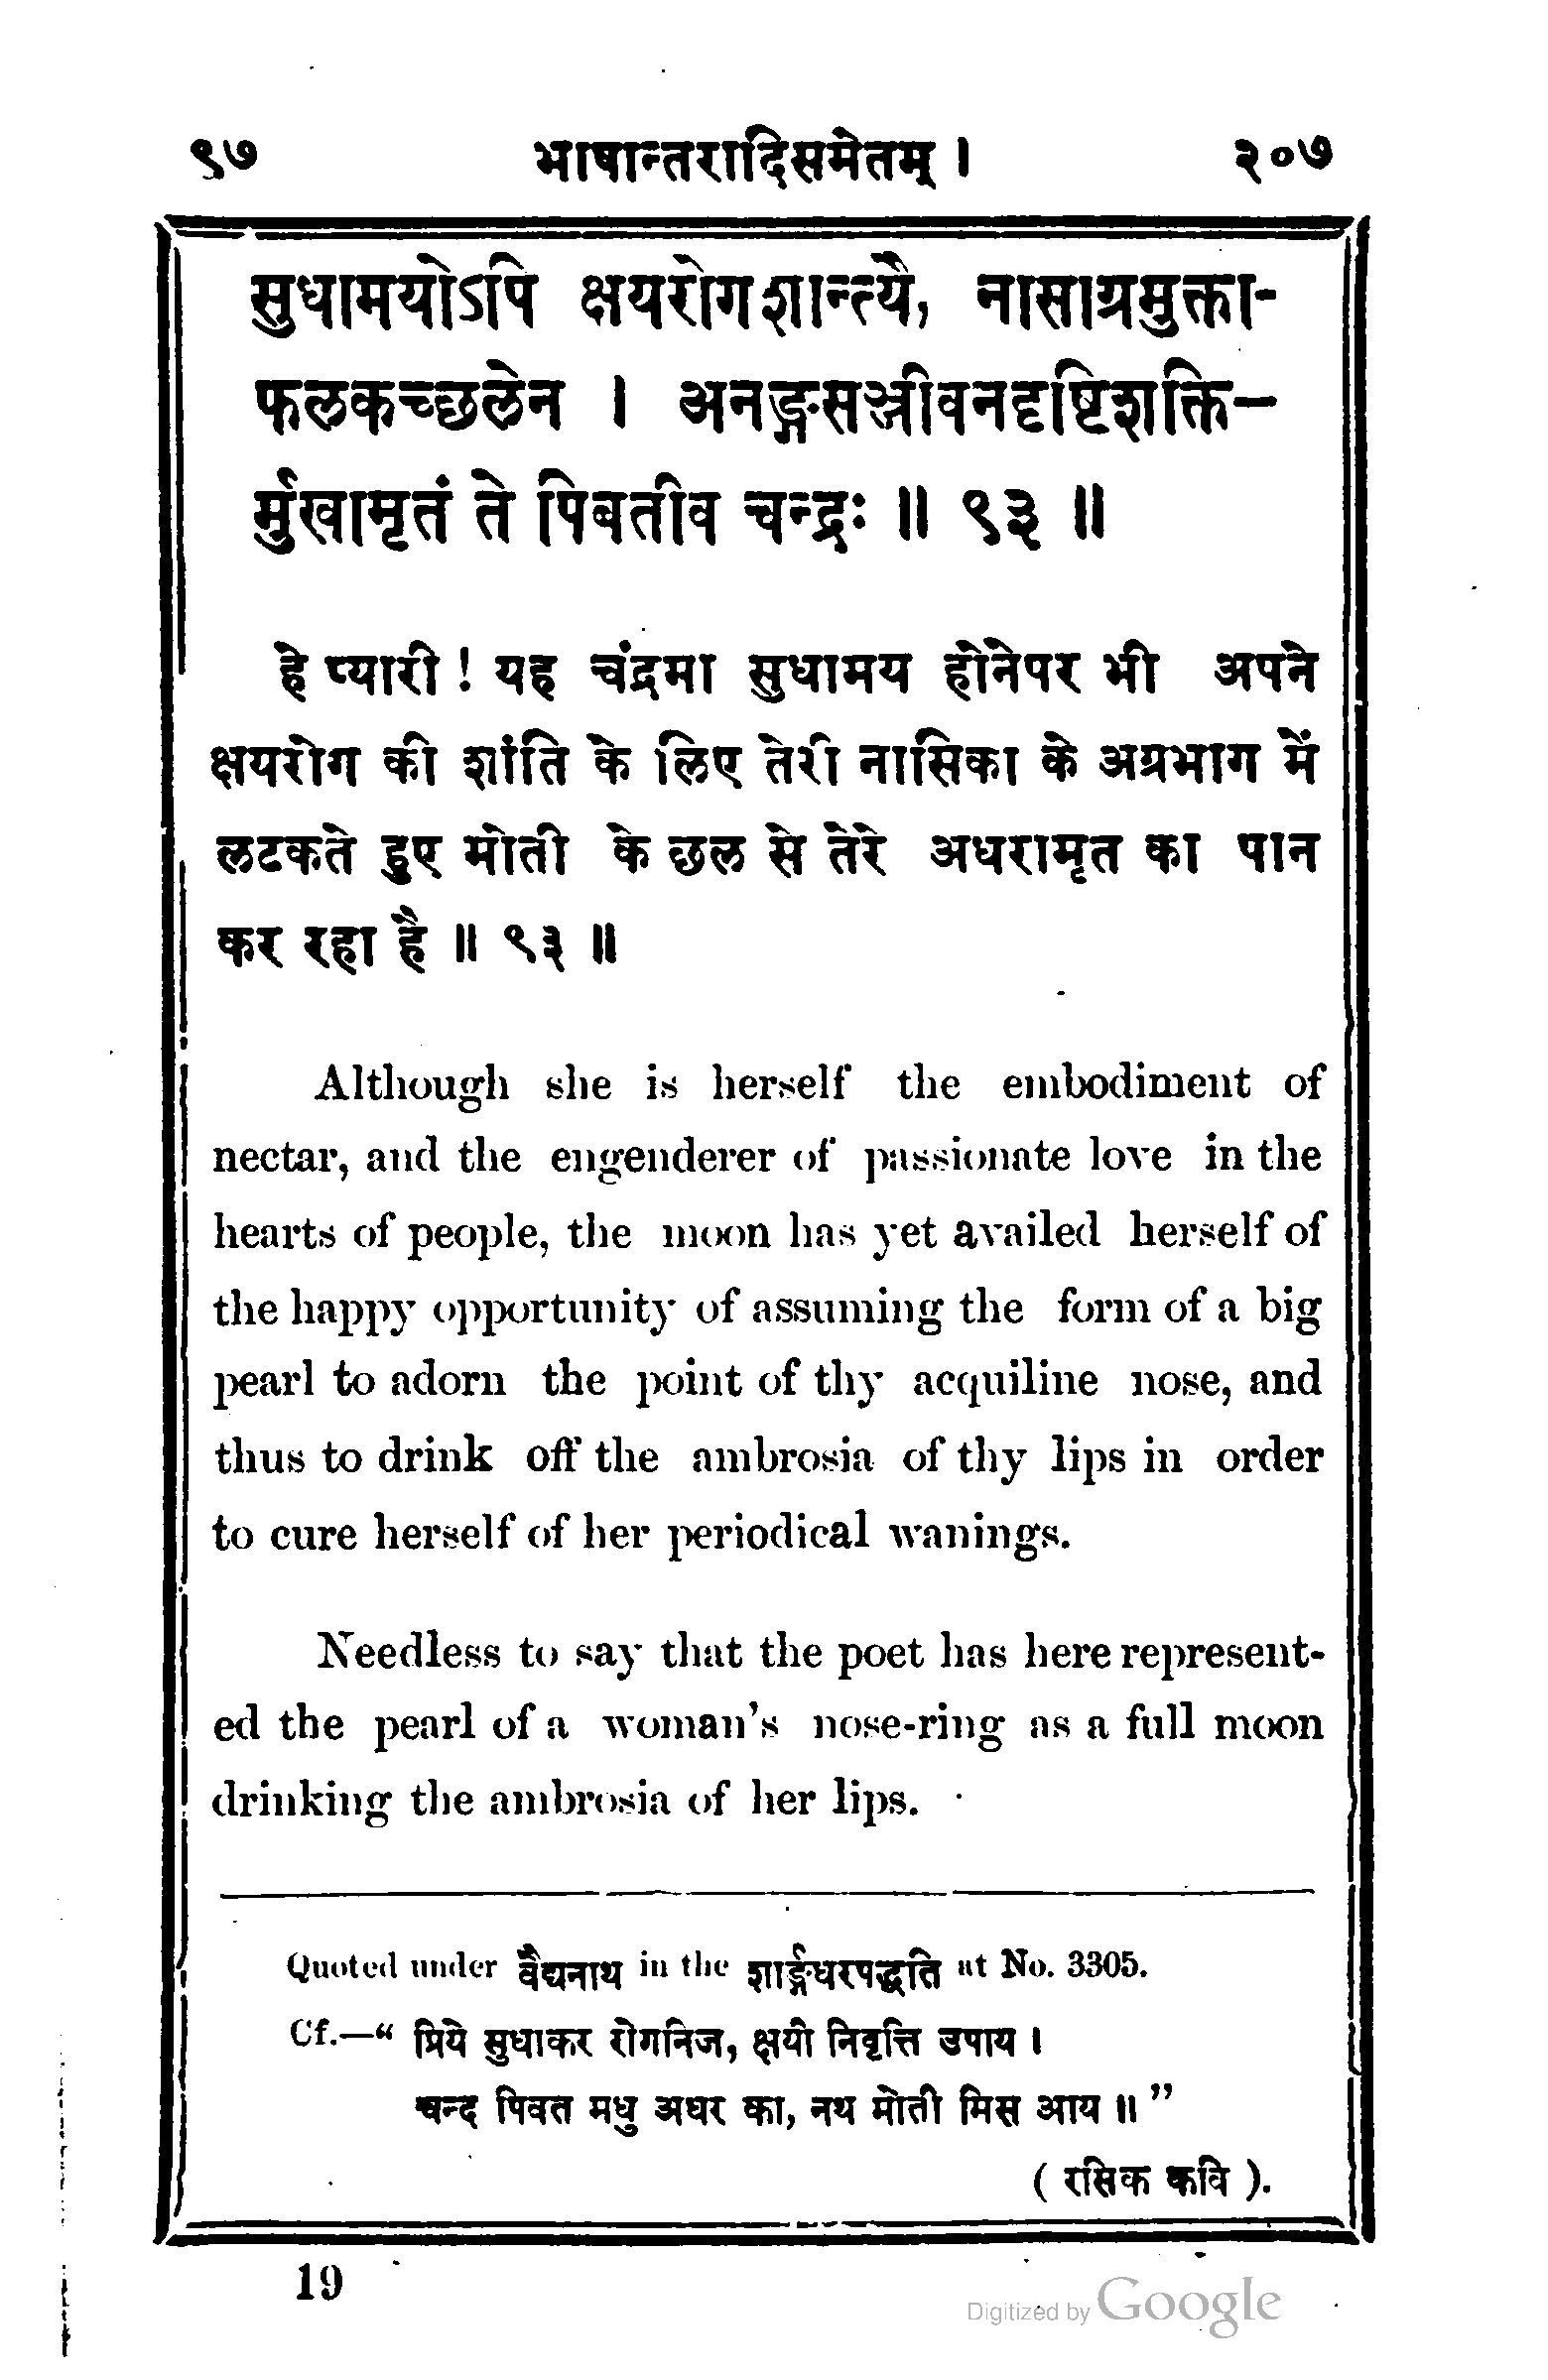 ९७ भाषान्तरादिसमेतम् । २०७
सुधामयोऽपि क्षयरोगशान्त्यै, नासाग्रमुक्ता-
फलकच्छलेन । अनङ्गसञ्जीवनदृष्टिशक्ति-
र्मुखामृतं ते पिबतीव चन्द्रः ॥ ९३ ॥
हे प्यारी ! यह चंद्रमा सुधामय होनेपर भी अपने
क्षयरोग की शांति के लिए तेरी नासिका के अग्रभाग में
लटकते हुए मोती के छल से तेरे अधरामृत का पान
कर रहा है ॥ ९३ ॥
Although she is herself the embodiment of
nectar, and the engenderer of passionate love in the
hearts of people, the moon has yet availed herself of
the happy opportunity of assuming the form of a big
pearl to adorn the point of thy acquiline nose, and
thus to drink off the ambrosia of thy lips in order
to cure herself of her periodical wanings.
Needless to say that the poet has here represent-
ed the pearl of a woman's nose-ring as a full moon
drinking the ambrosia of her lips.
Quoted under वैद्यनाथ in the शार्ङ्गधरपद्धति at No. 3305.
Cf.—“ प्रिये सुधाकर रोगनिज, क्षयी निवृत्ति उपाय ।
चन्द पिवत मधु अधर का, नथ मोती मिस आय ॥ ”
( रसिक कवि ).
19
Digitized by Google